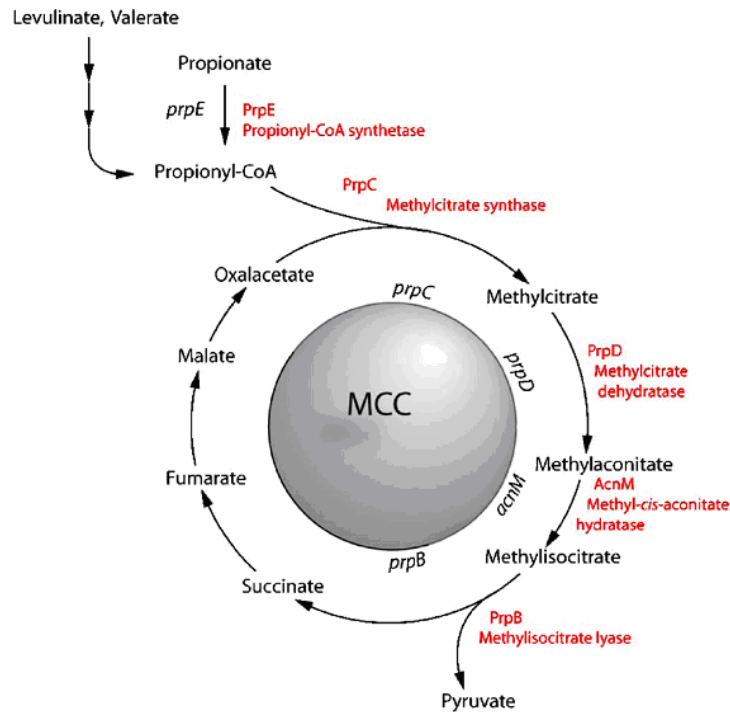 Levulinate, Valerate
Propionate
prpE
PrpE
Propionyl-CoA synthetase
Propionyl-CoA
PrpC
Methylcitrate synthase
Oxalacetate
prpC
Methylcitrate
Malate
prpD
PrpD
Methylcitrate
dehydratase
MCC
Fumarate
acnM
Methylaconitate
AcnM
Methyl-cis-aconitate
hydratase
prpB
Methylisocitrate
Succinate
PrpB
Methylisocitrate lyase
Pyruvate